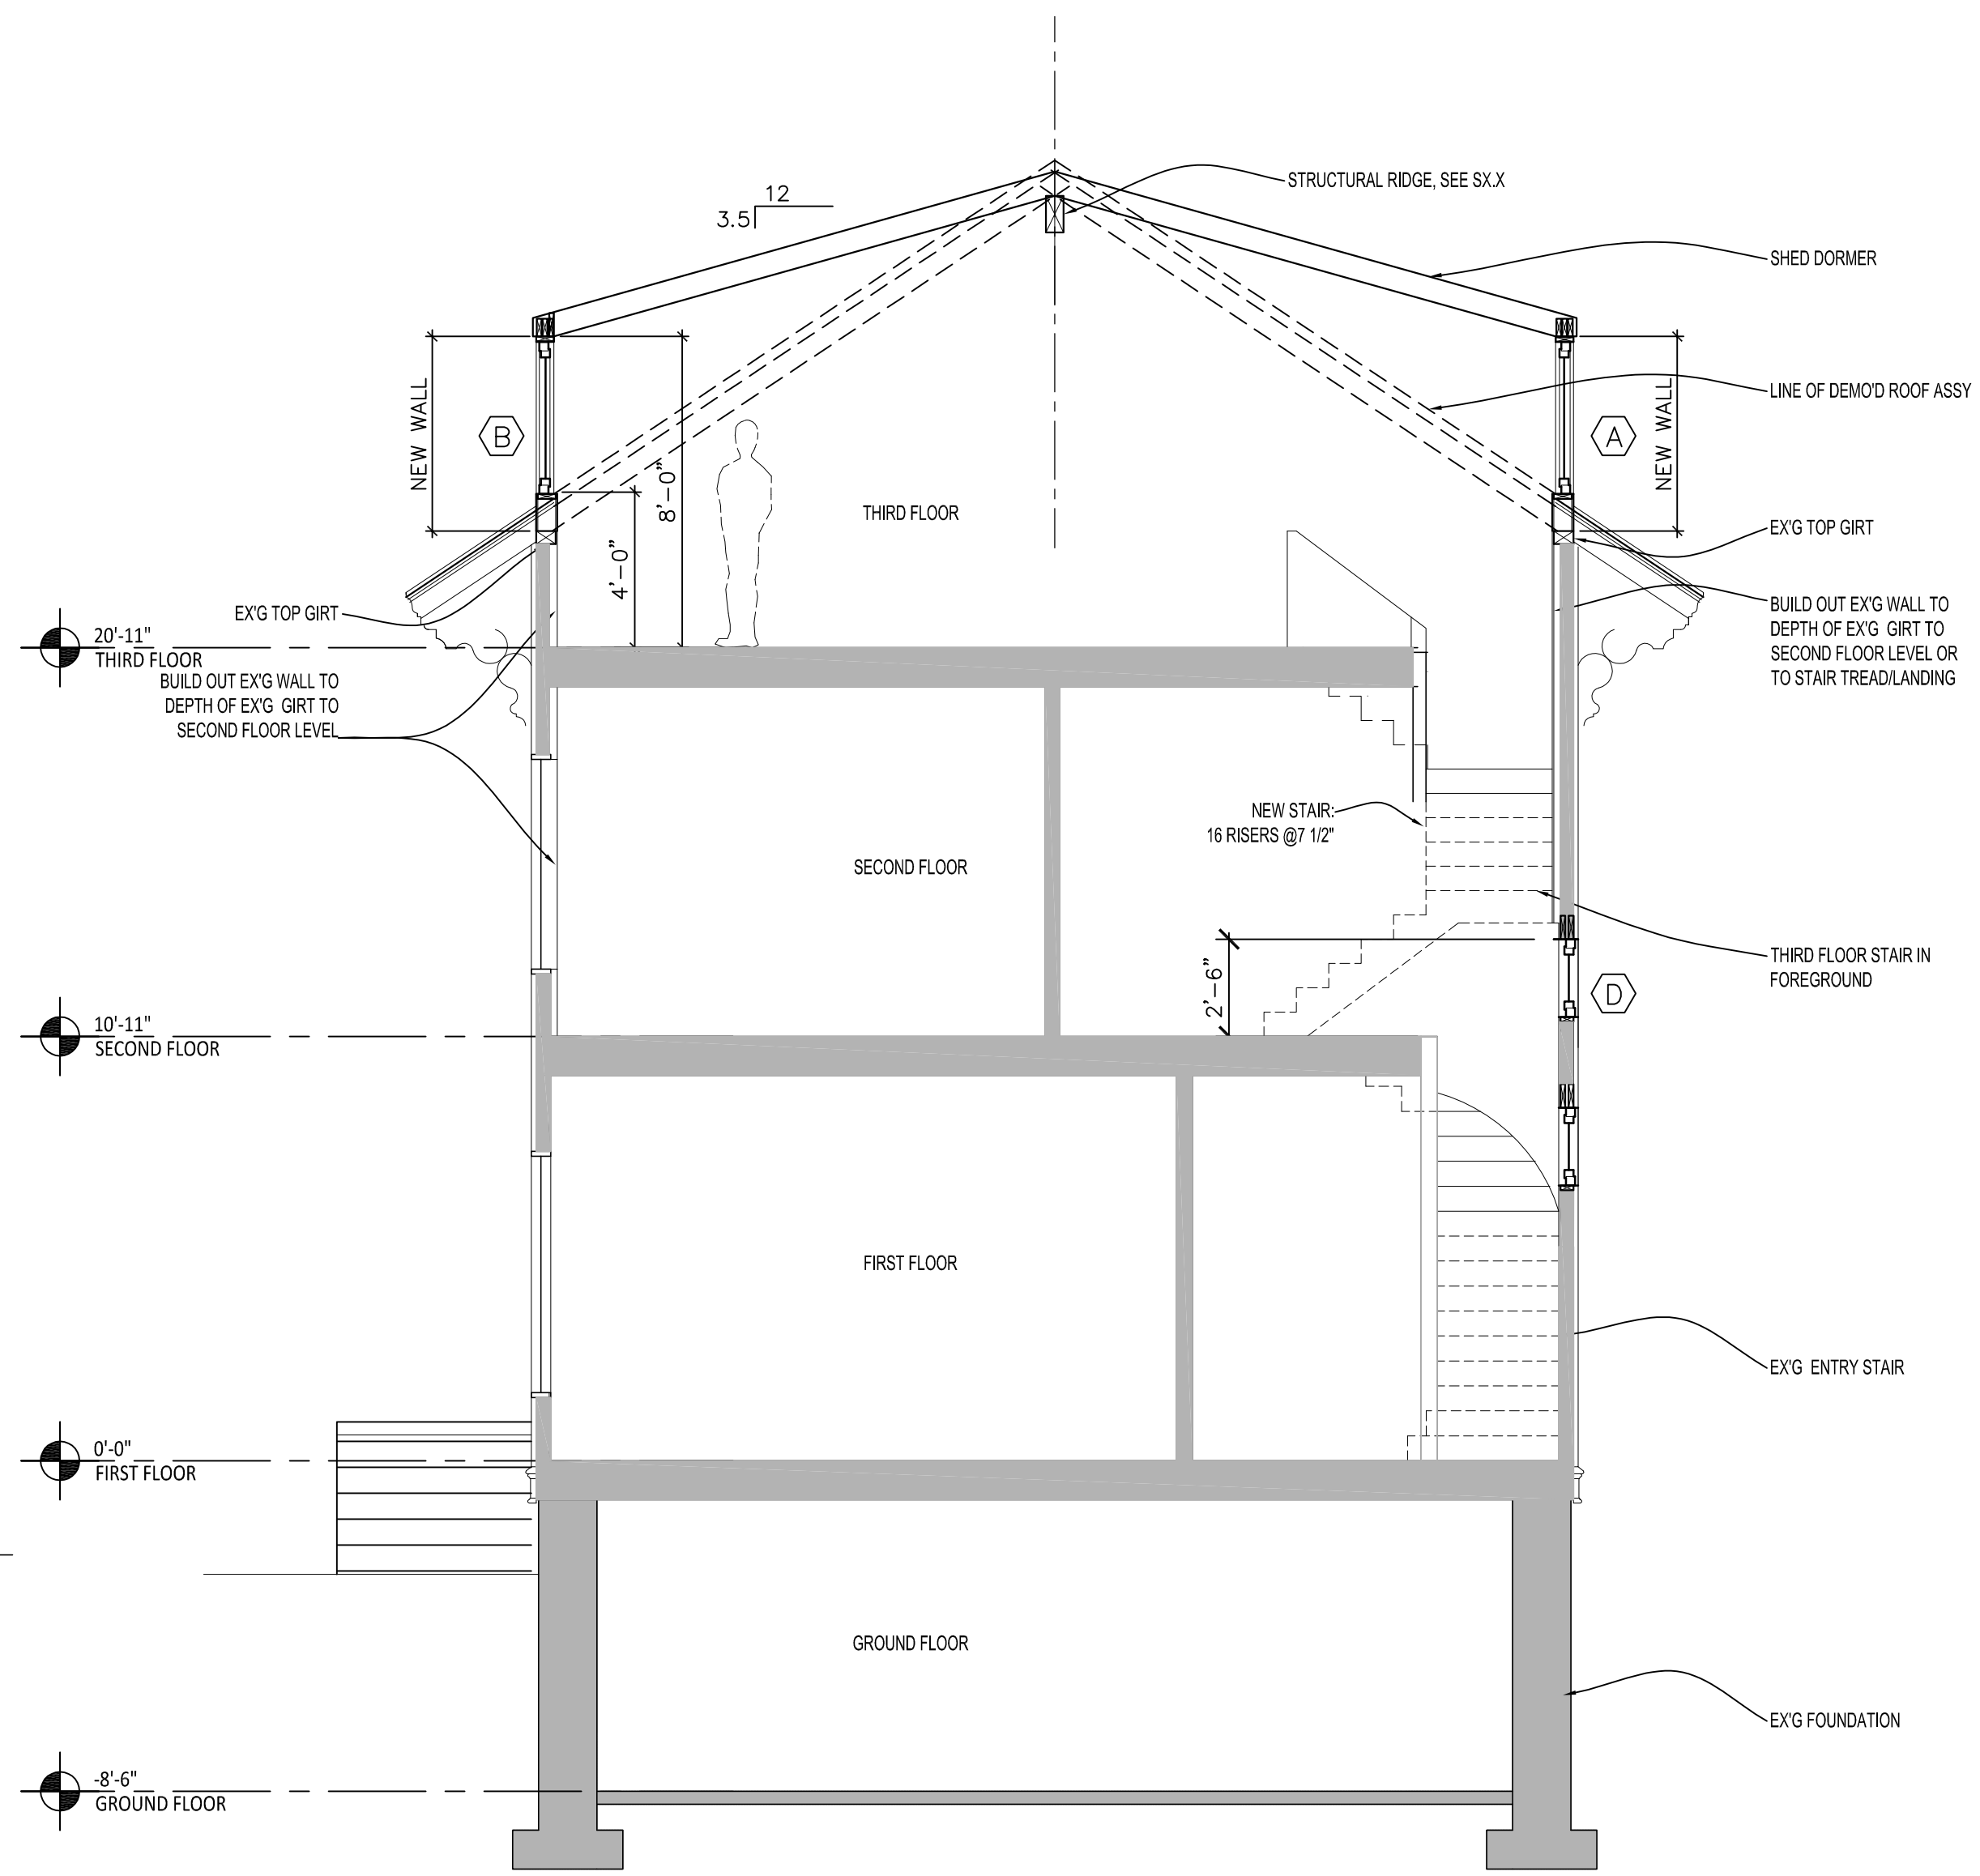 12
3.5
STRUCTURAL RIDGE, SEE SX.X
SHED DORMER
LINE OF DEMO'D ROOF ASSY
NEW WALL
B
8'-0"
4'-0"
THIRD FLOOR
NEW WALL
A
EX'G TOP GIRT
EX'G TOP GIRT
BUILD OUT EX'G WALL TO
DEPTH OF EX'G GIRT TO
SECOND FLOOR LEVEL OR
TO STAIR TREAD/LANDING
20'-11"
THIRD FLOOR
BUILD OUT EX'G WALL TO
DEPTH OF EX'G GIRT TO
SECOND FLOOR LEVEL
NEW STAIR:
16 RISERS @7 1/2"
SECOND FLOOR
THIRD FLOOR STAIR IN
FOREGROUND
2'-6"
D
10'-11"
SECOND FLOOR
FIRST FLOOR
EX'G ENTRY STAIR
0'-0"
FIRST FLOOR
GROUND FLOOR
EX'G FOUNDATION
-8'-6"
GROUND FLOOR